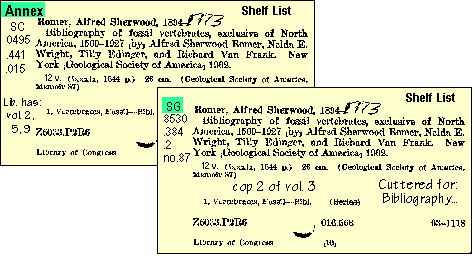 Annex
Shelf List
SC
0495
.441
.015
Romer, Alfred Sherwood, 1894-1973
Bibliography of fossil vertebrates, exclusive of North
America, 1509-1927 ,by, Alfred Sherwood Romer, Nelda E.
Wright, Tilly Edinger, and Richard Van Frank. New
York ,Geological Society of America, 1962.
12 v. (lxxxix, 1544 p.) 26 cm. (Geological Society of America.
Memoir 87)
Lib. has:
vol 2,
5, 9
1. Vertebrates, Fossil—Bibl.
Z6033.P2R6
Library of Congress
SG
Shelf List
8530
.384
.2
no.87
Romer, Alfred Sherwood, 1894-1973
Bibliography of fossil vertebrates, exclusive of North
America, 1509-1927 ,by, Alfred Sherwood Romer, Nelda E.
Wright, Tilly Edinger, and Richard Van Frank. New
York ,Geological Society of America, 1962.
12 v. (lxxxix, 1544 p.) 26 cm. (Geological Society of America.
Memoir 87)
cop 2 of vol. 3
Cuttered for:
Bibliography...
1. Vertebrates, Fossil—Bibl. (Series)
Z6033.P2R6 016.566 63-1118
Library of Congress